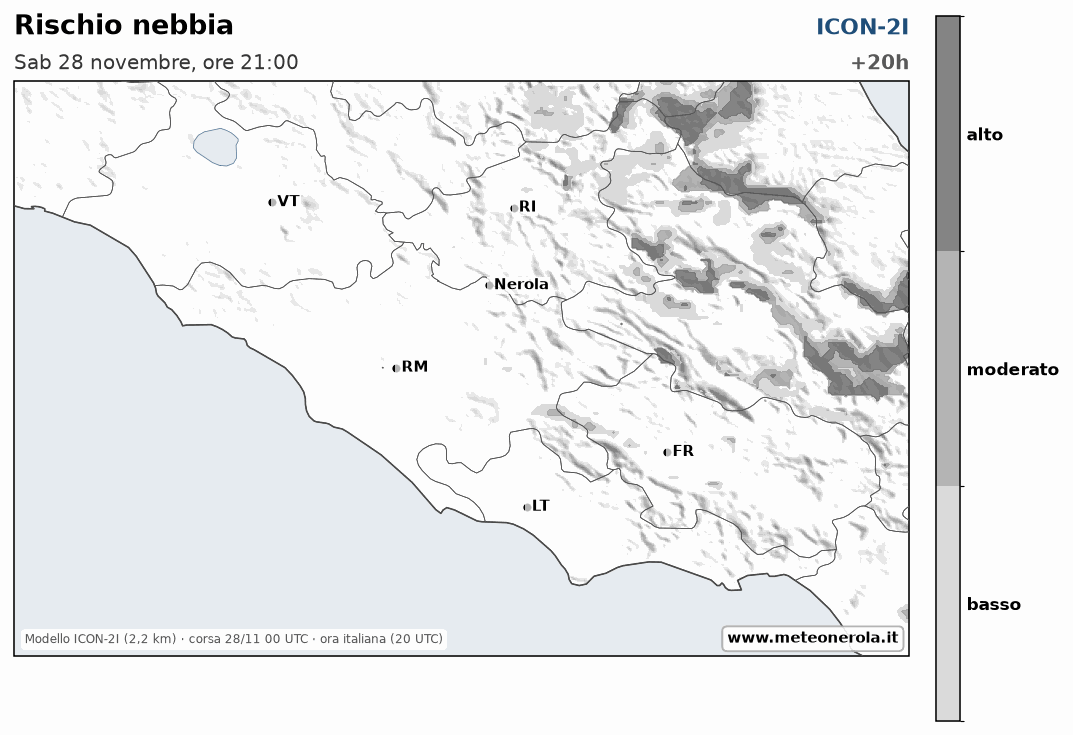 Rischio nebbia
ICON-2I
Sab 28 novembre, ore 21:00
+20h
alto
VT
RI
Nerola
RM
moderato
FR
LT
basso
Modello ICON-2I (2,2 km) · corsa 28/11 00 UTC · ora italiana (20 UTC)
www.meteonerola.it